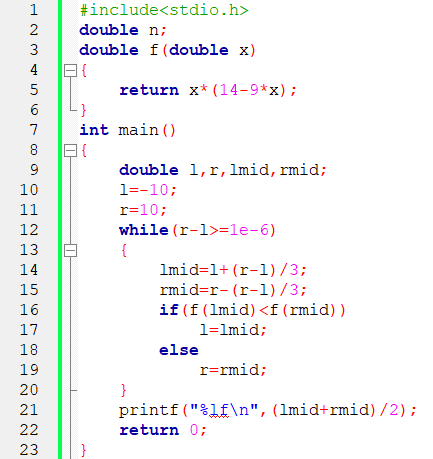 1 #include<stdio.h>
2 double n;
3 double f(double x)
4 {
5     return x*(14-9*x);
6 }
7 int main()
8 {
9     double l,r,lmid,rmid;
10     l=-10;
11     r=10;
12     while(r-l>=1e-6)
13     {
14         lmid=l+(r-l)/3;
15         rmid=r-(r-l)/3;
16         if(f(lmid)<f(rmid))
17             l=lmid;
18         else
19             r=rmid;
20     }
21     printf("%lf\n",(lmid+rmid)/2);
22     return 0;
23 }